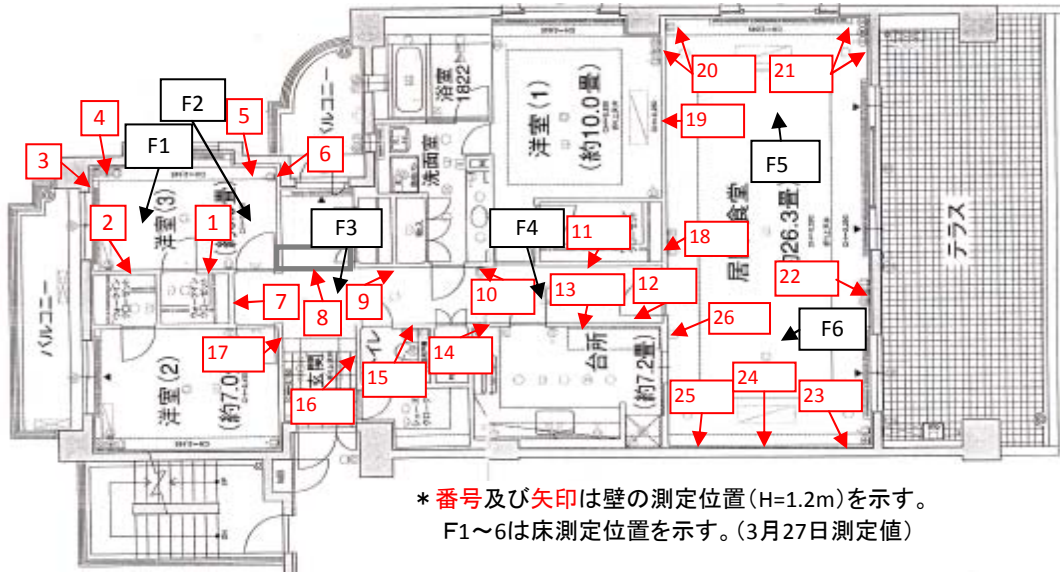 浴室
1822
洋室(1)
(約10.0畳)
20
21
19
F2
4
5
バルコニー
洗面室
F1
3
6
F5
2
1
洋室(3)
F3
F4
11
18
居
食堂
約26.3畳)
テラス
22
7
8
9
10
13
12
26
F6
バルコニー
17
洋室(2)
(約7.0
玄関
16
トイレ
15
14
台所
(約7.2畳)
25
24
23
＊番号及び矢印は壁の測定位置(H=1.2m)を示す。
F1～6は床測定位置を示す。(3月27日測定値)